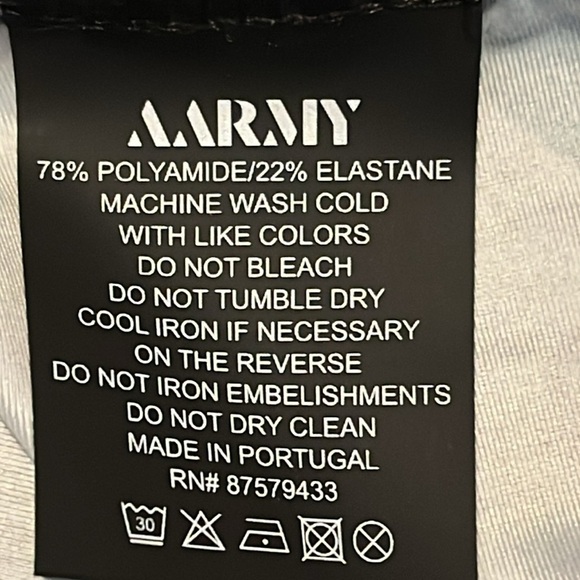 AARMY
78% POLYAMIDE/22% ELASTANE
MACHINE WASH COLD
WITH LIKE COLORS
DO NOT BLEACH
DO NOT TUMBLE DRY
COOL IRON IF NECESSARY
ON THE REVERSE
DO NOT IRON EMBELISHMENTS
DO NOT DRY CLEAN
MADE IN PORTUGAL
RN# 87579433
30